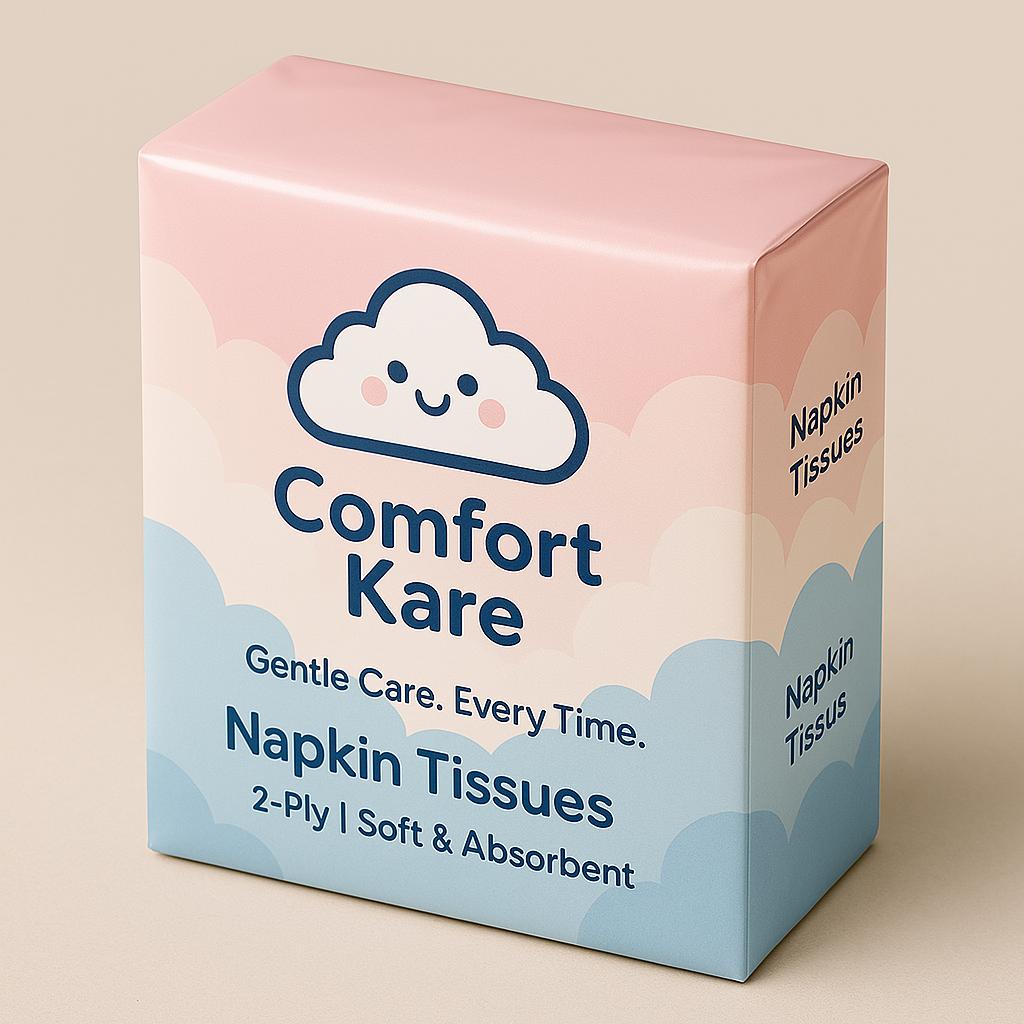 Comfort
Kare
Gentle Care. Every Time.
Napkin Tissues
2-Ply | Soft & Absorbent
Napkin
Tissues
Napkin
Tissus